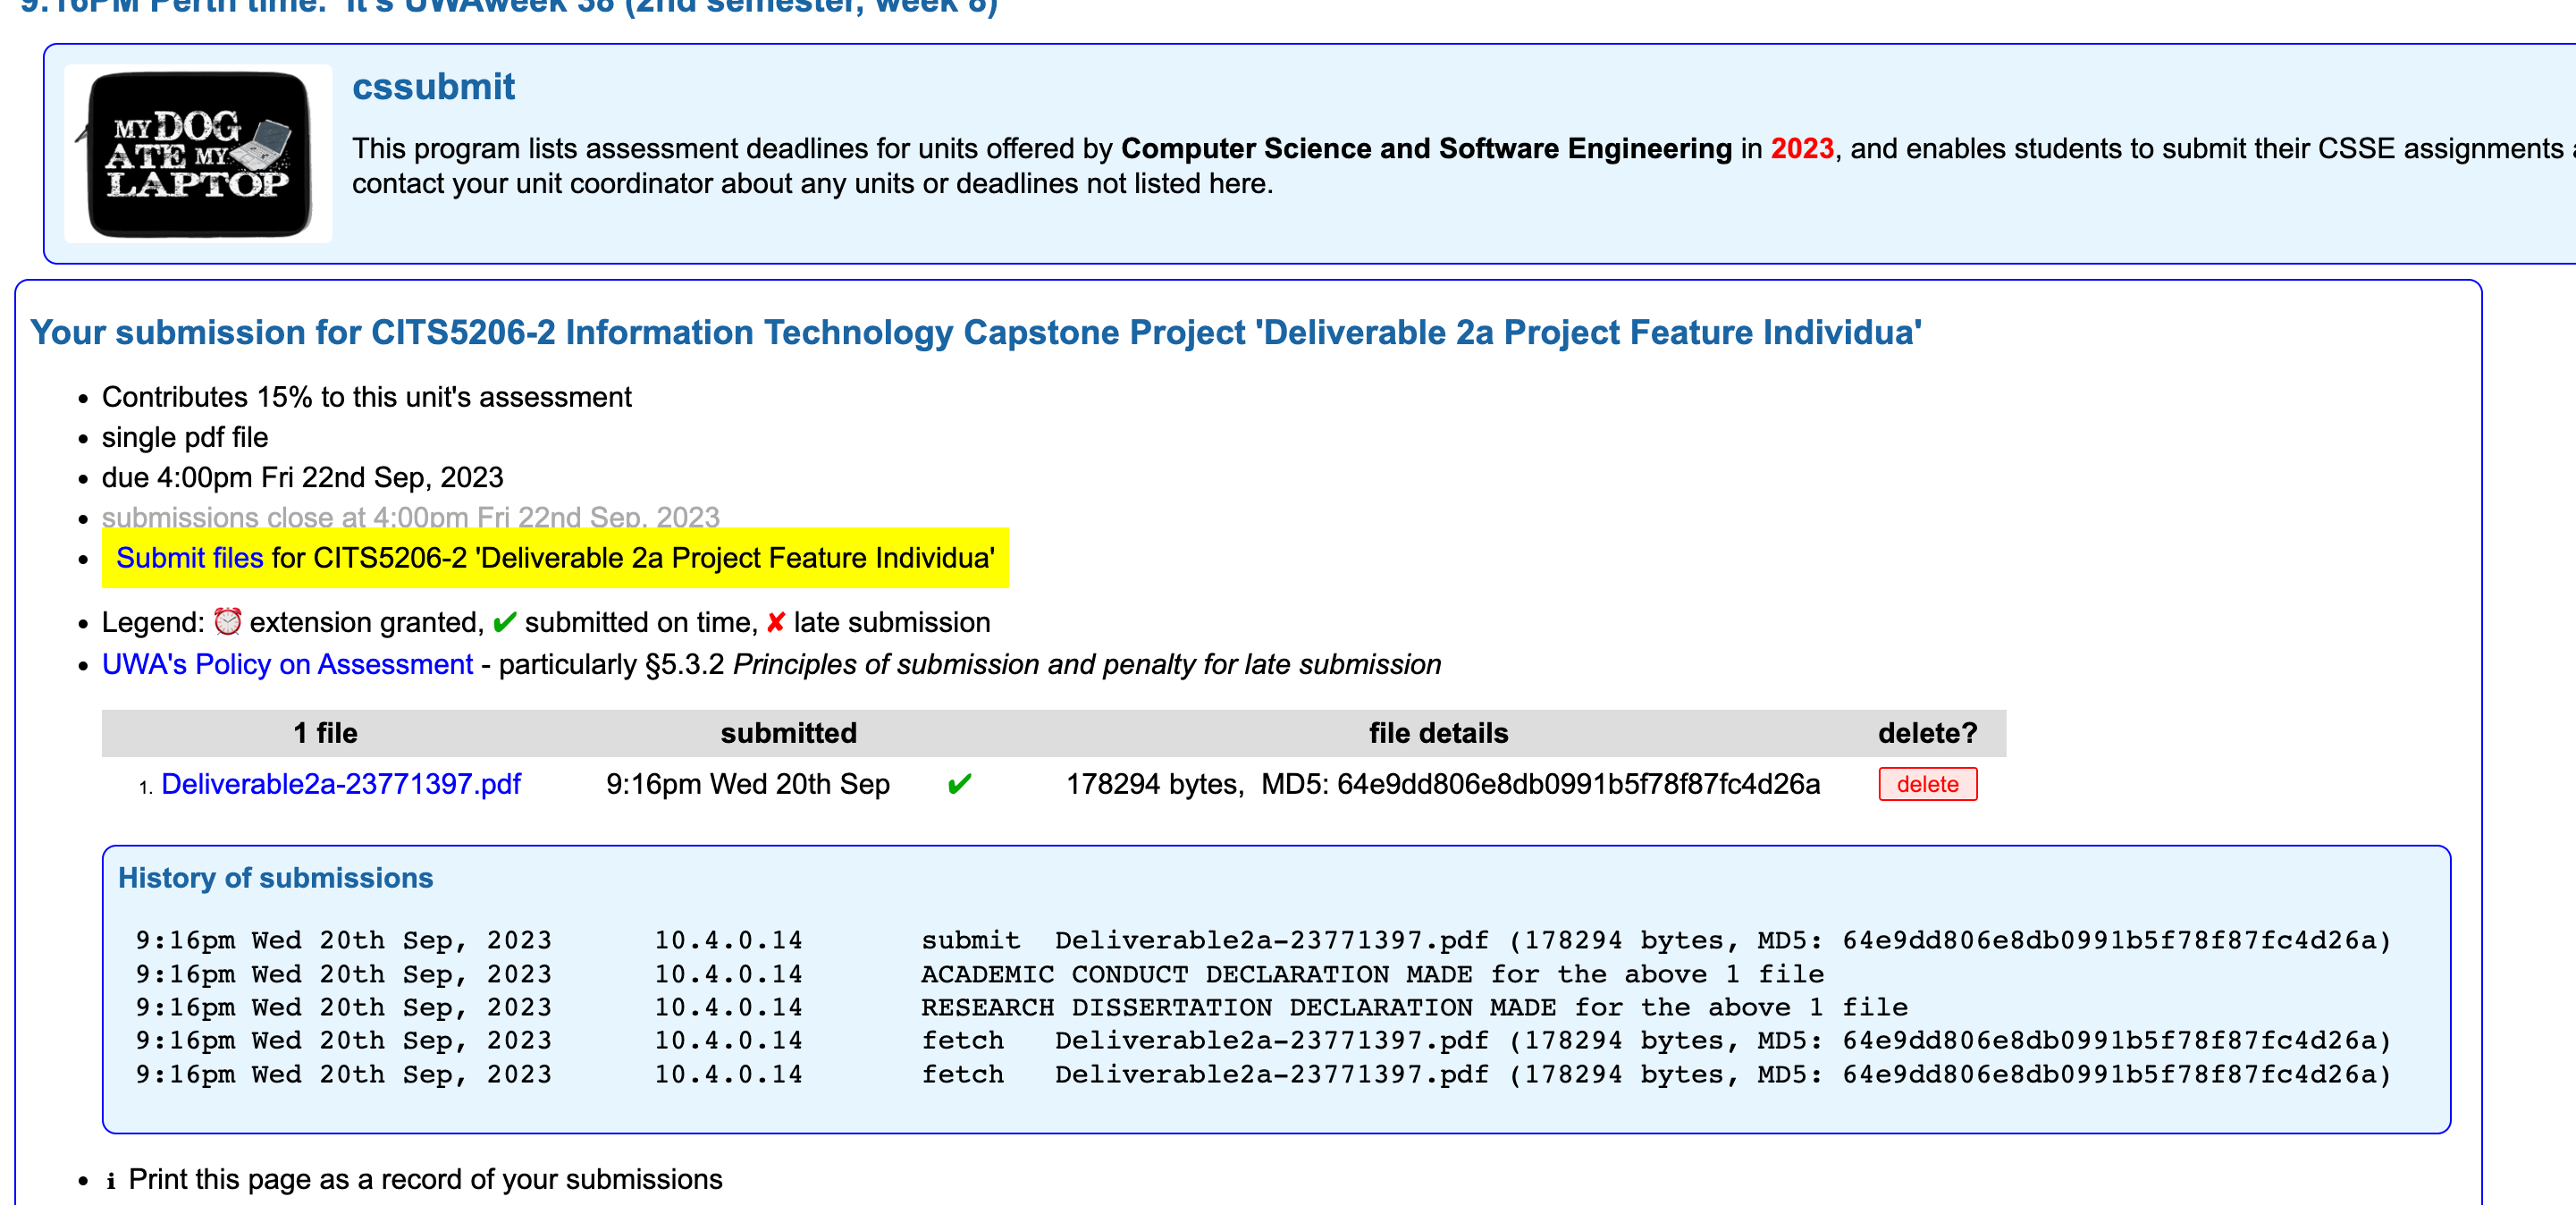 9:16PM Perth time. It's UWAweek 38 (2nd semester, week 8)
MY DOG
ATE MY
LAPTOP
cssubmit
This program lists assessment deadlines for units offered by Computer Science and Software Engineering in 2023, and enables students to submit their CSSE assignments
contact your unit coordinator about any units or deadlines not listed here.
Your submission for CITS5206-2 Information Technology Capstone Project 'Deliverable 2a Project Feature Individua'
• Contributes 15% to this unit's assessment
• single pdf file
• due 4:00pm Fri 22nd Sep, 2023
• submissions close at 4:00pm Fri 22nd Sep, 2023
• Submit files for CITS5206-2 'Deliverable 2a Project Feature Individua'
• Legend: ⏰ extension granted, ✔ submitted on time, ✘ late submission
• UWA's Policy on Assessment - particularly §5.3.2 Principles of submission and penalty for late submission
1 file submitted file details delete?
1. Deliverable2a-23771397.pdf 9:16pm Wed 20th Sep ✔ 178294 bytes, MD5: 64e9dd806e8db0991b5f78f87fc4d26a delete
History of submissions
9:16pm Wed 20th Sep, 2023 10.4.0.14 submit Deliverable2a-23771397.pdf (178294 bytes, MD5: 64e9dd806e8db0991b5f78f87fc4d26a)
9:16pm Wed 20th Sep, 2023 10.4.0.14 ACADEMIC CONDUCT DECLARATION MADE for the above 1 file
9:16pm Wed 20th Sep, 2023 10.4.0.14 RESEARCH DISSERTATION DECLARATION MADE for the above 1 file
9:16pm Wed 20th Sep, 2023 10.4.0.14 fetch Deliverable2a-23771397.pdf (178294 bytes, MD5: 64e9dd806e8db0991b5f78f87fc4d26a)
9:16pm Wed 20th Sep, 2023 10.4.0.14 fetch Deliverable2a-23771397.pdf (178294 bytes, MD5: 64e9dd806e8db0991b5f78f87fc4d26a)
• ℹ Print this page as a record of your submissions